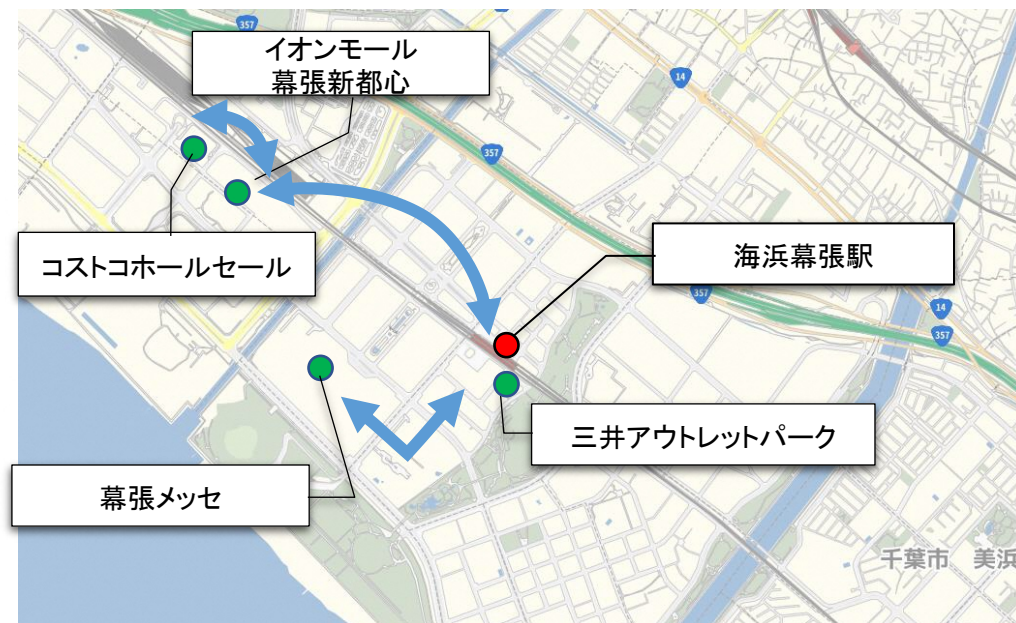 357
イオンモール
幕張新都心
14
357
コストコホールセール
海浜幕張駅
357
14
357
三井アウトレットパーク
幕張メッセ
千葉市 美浜